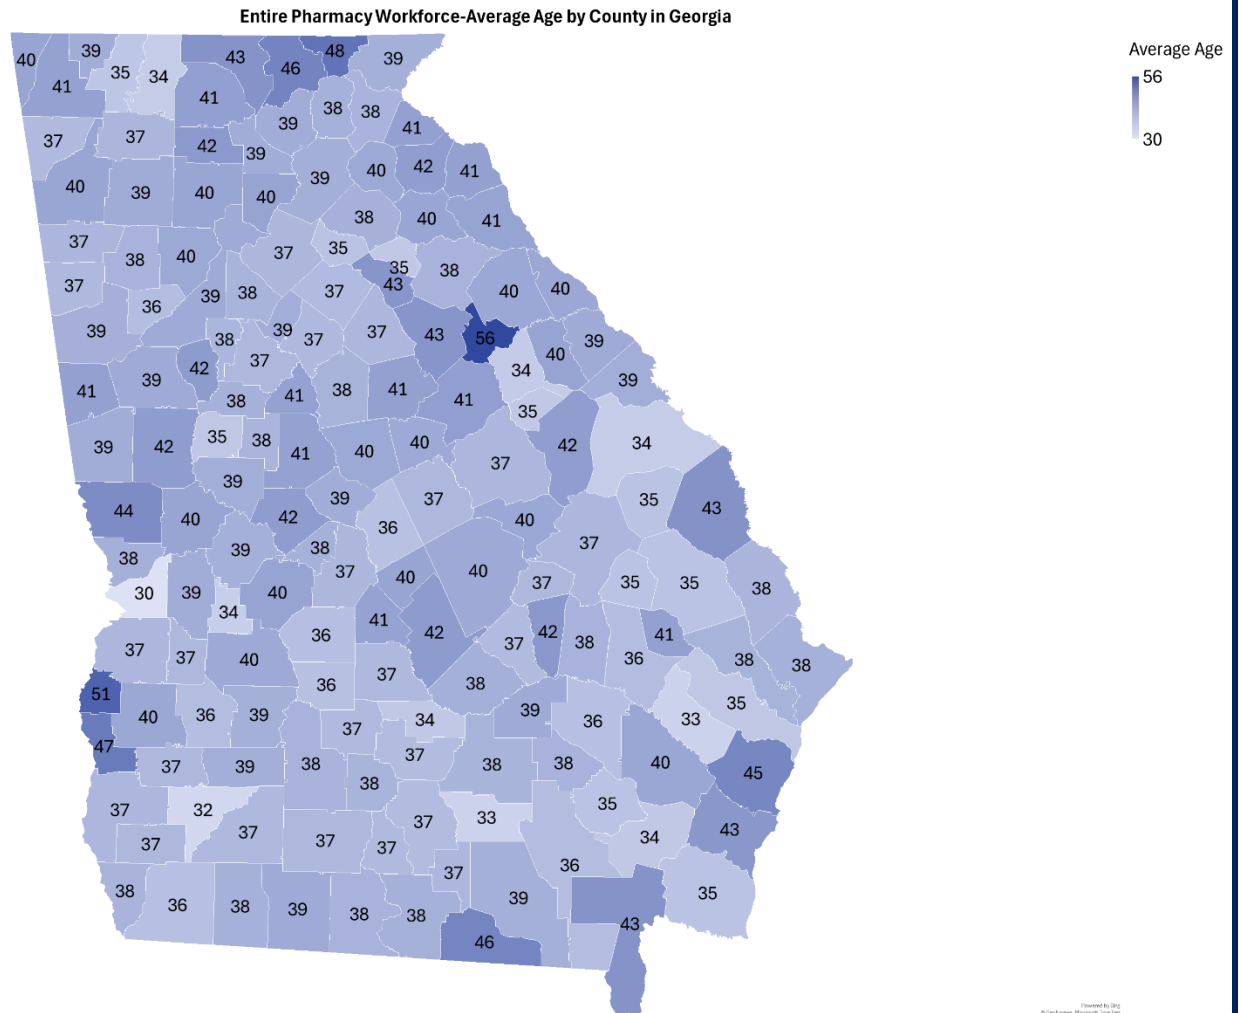 Entire Pharmacy Workforce-Average Age by County in Georgia
Average Age
56
30
40 39 35 34 43 46 48 39
41 41 38 38
39 41
37 37 42 39
40 42 41
39
40 39 40 40
38 40 41
37 38 40 37 35
35 38
37 43
36 39 38 37 40 40
39 38 39 37 37 43 56 40 39
42 37 34
41 39 38 41 38 41 41 39
35
39 42 35 38 41 40 40 42 34
37
39 39 37 35
44 40 42 36 40 43
38 39 38 37
30 39 40 37 40 40 37 35 35 38
34 41
37 37 40 36 42 37 42 38 36 41 38 38
36 37 38
51 40 36 39 39 36 33 35
47 37 34
37 39 38 37 38 38 40 45
38
37 32 37 33 35
37 37 37 37 34 43
37 36
38 36 38 39 38 38 39 35
46 43
Powered by Bing